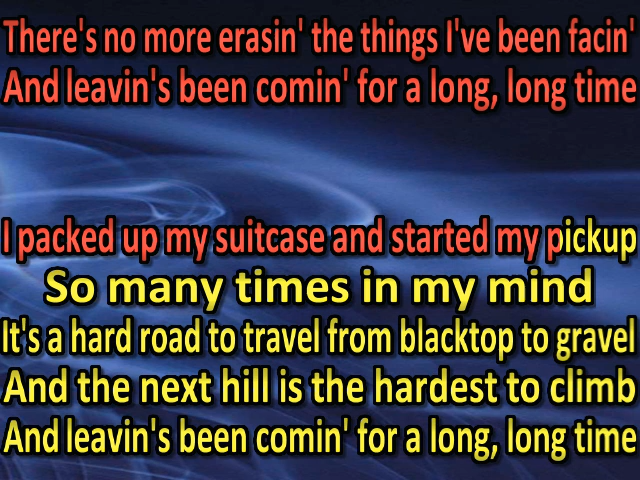 There's no more erasin' the things I've been facin'
And leavin's been comin' for a long, long time
I packed up my suitcase and started my pickup
So many times in my mind
It's a hard road to travel from blacktop to gravel
And the next hill is the hardest to climb
And leavin's been comin' for a long, long time